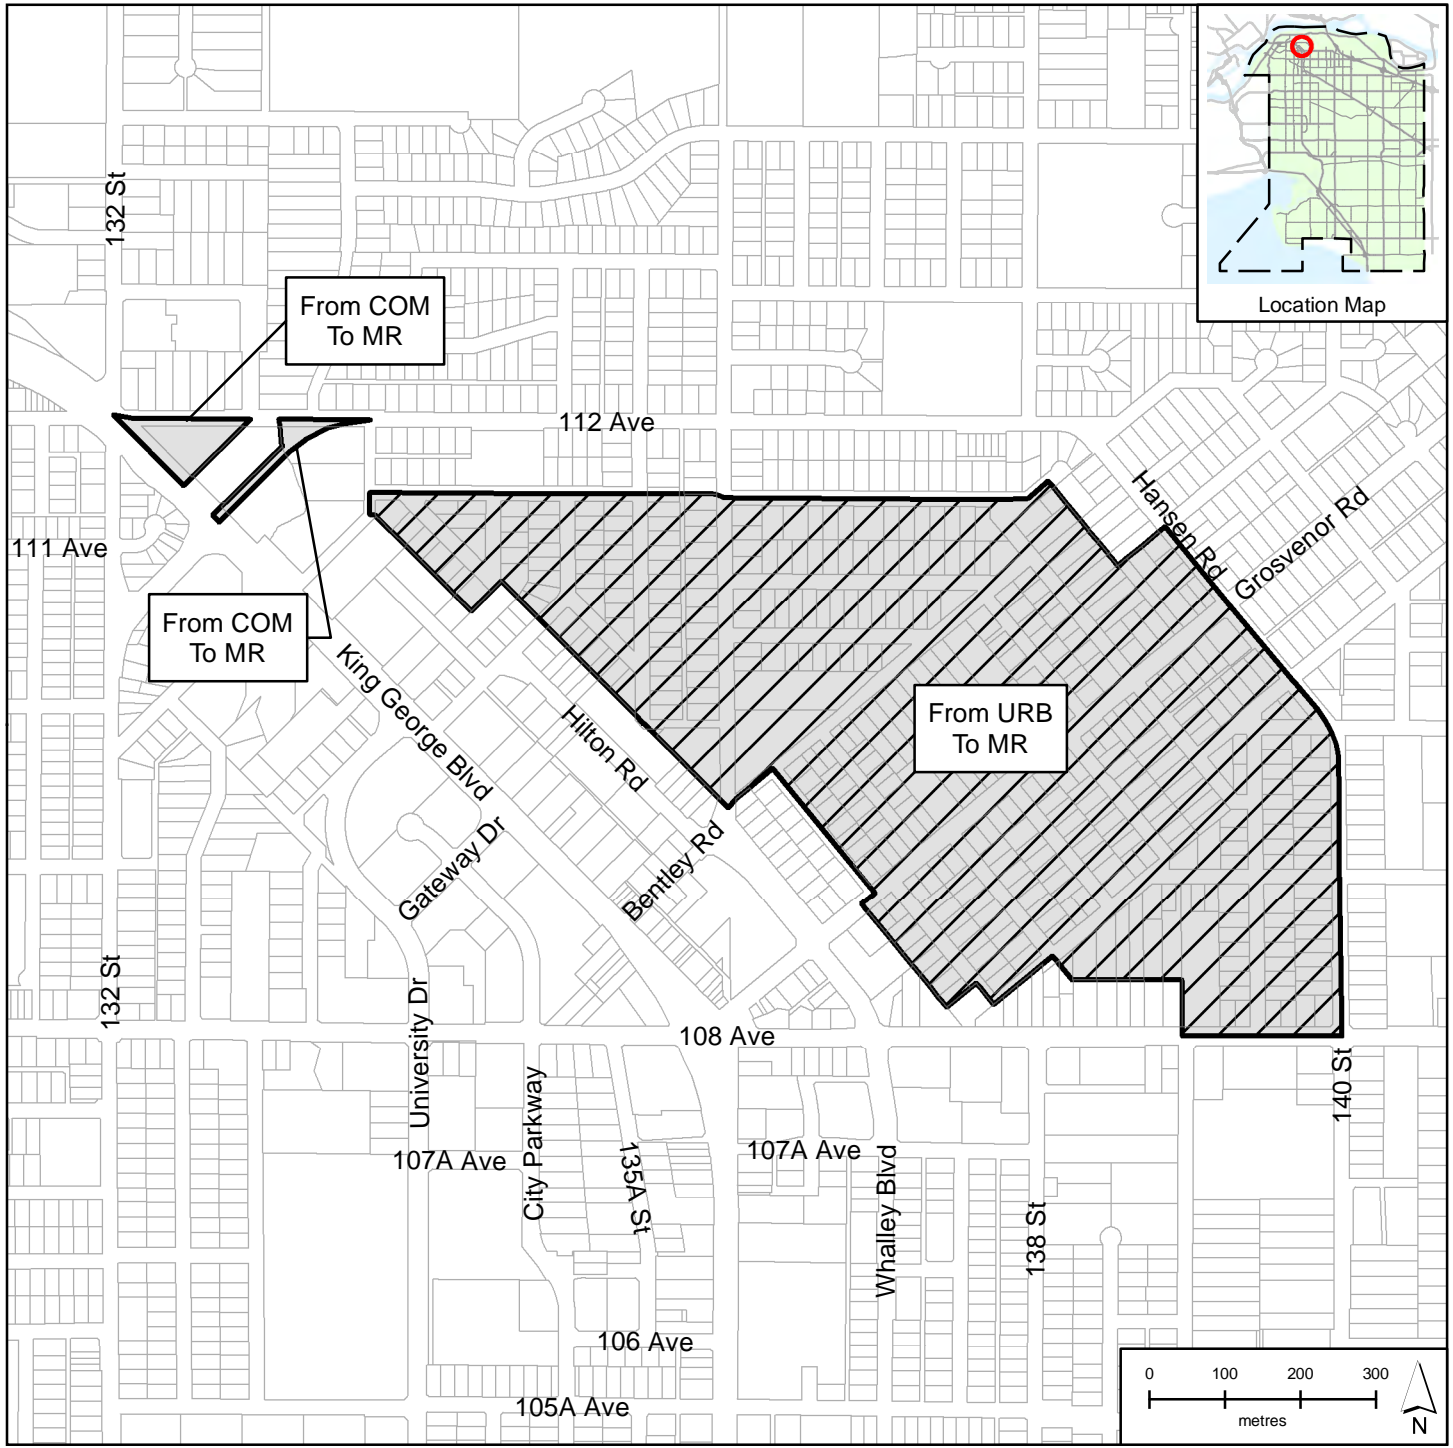 Location Map
132 St
From COM
To MR
112 Ave
Hansen Rd
Grosvenor Rd
111 Ave
From COM
To MR
King George Blvd
Hilton Rd
From URB
To MR
Gateway Dr
Bentley Rd
132 St
University Dr
108 Ave
140 St
City Parkway
107A Ave
135A St
107A Ave
Whalley Blvd
138 St
106 Ave
105A Ave
0 100 200 300
metres
N